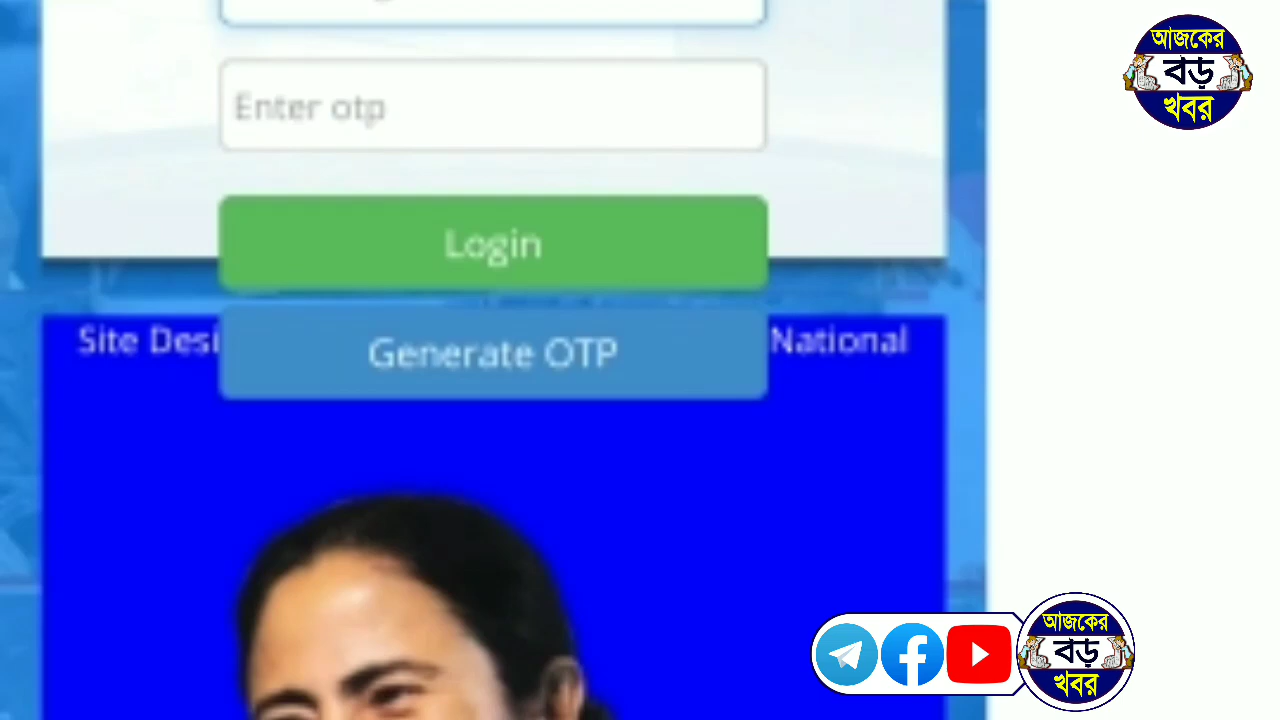 আজকের
বড়
খবর
Enter otp
Login
Site Desi
Generate OTP
National
আজকের
বড়
খবর